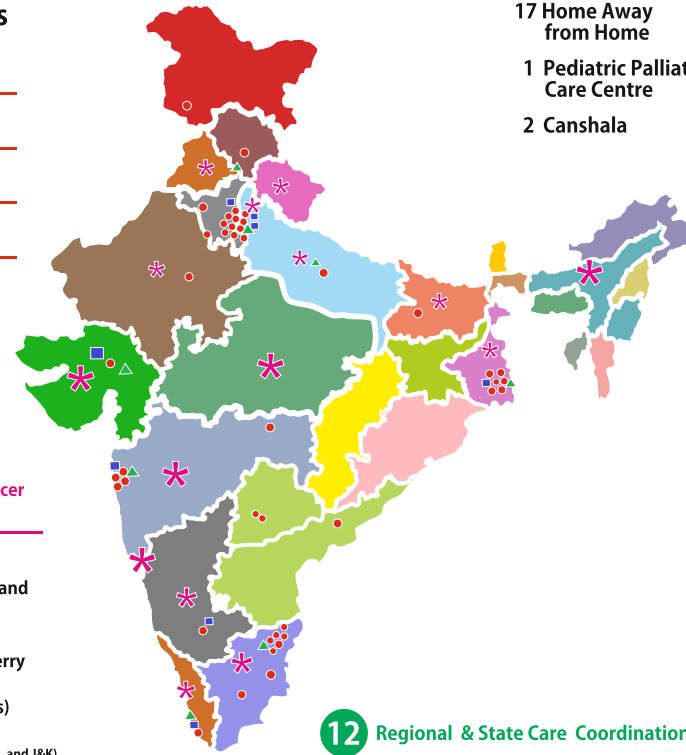 s
17 Home Away
from Home
1 Pediatric Palliat
Care Centre
2 Canshala
cer
and
erry
s)
and J&K)
12 Regional & State Care Coordination